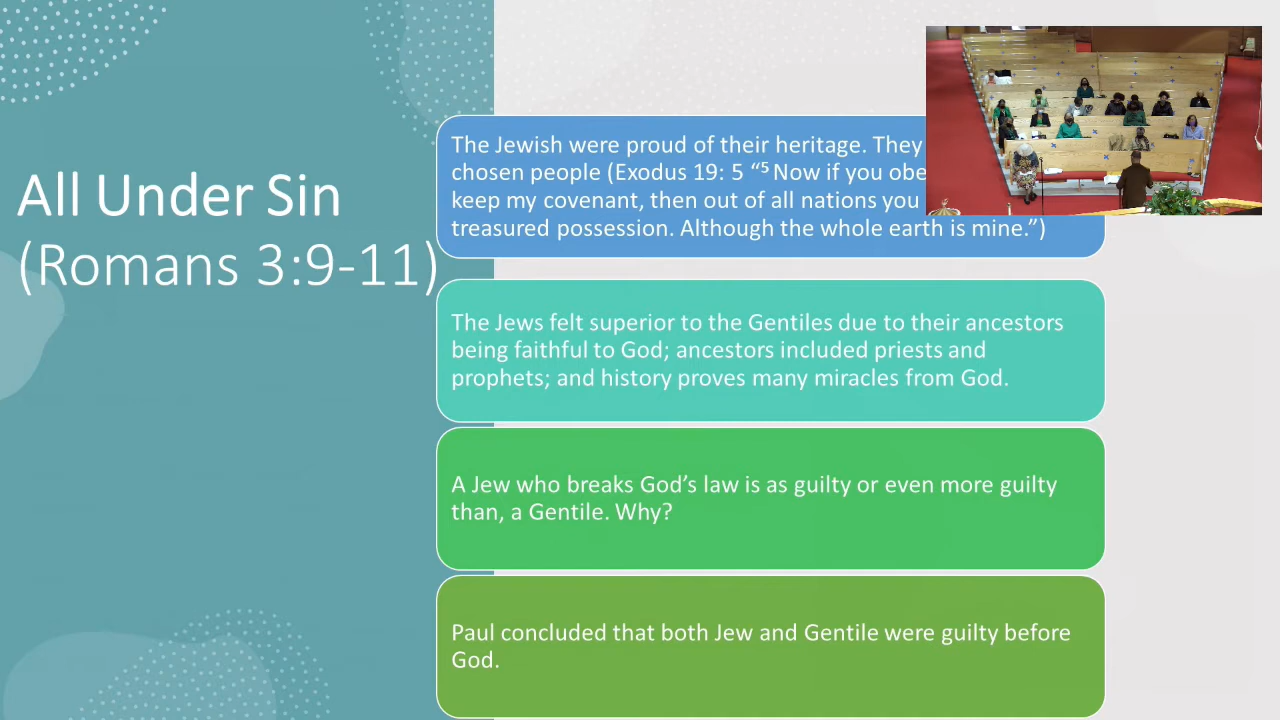 All Under Sin
(Romans 3:9-11)
The Jewish were proud of their heritage. They
chosen people (Exodus 19: 5 “⁵ Now if you obe
keep my covenant, then out of all nations you
treasured possession. Although the whole earth is mine.”)
The Jews felt superior to the Gentiles due to their ancestors
being faithful to God; ancestors included priests and
prophets; and history proves many miracles from God.
A Jew who breaks God’s law is as guilty or even more guilty
than, a Gentile. Why?
Paul concluded that both Jew and Gentile were guilty before
God.